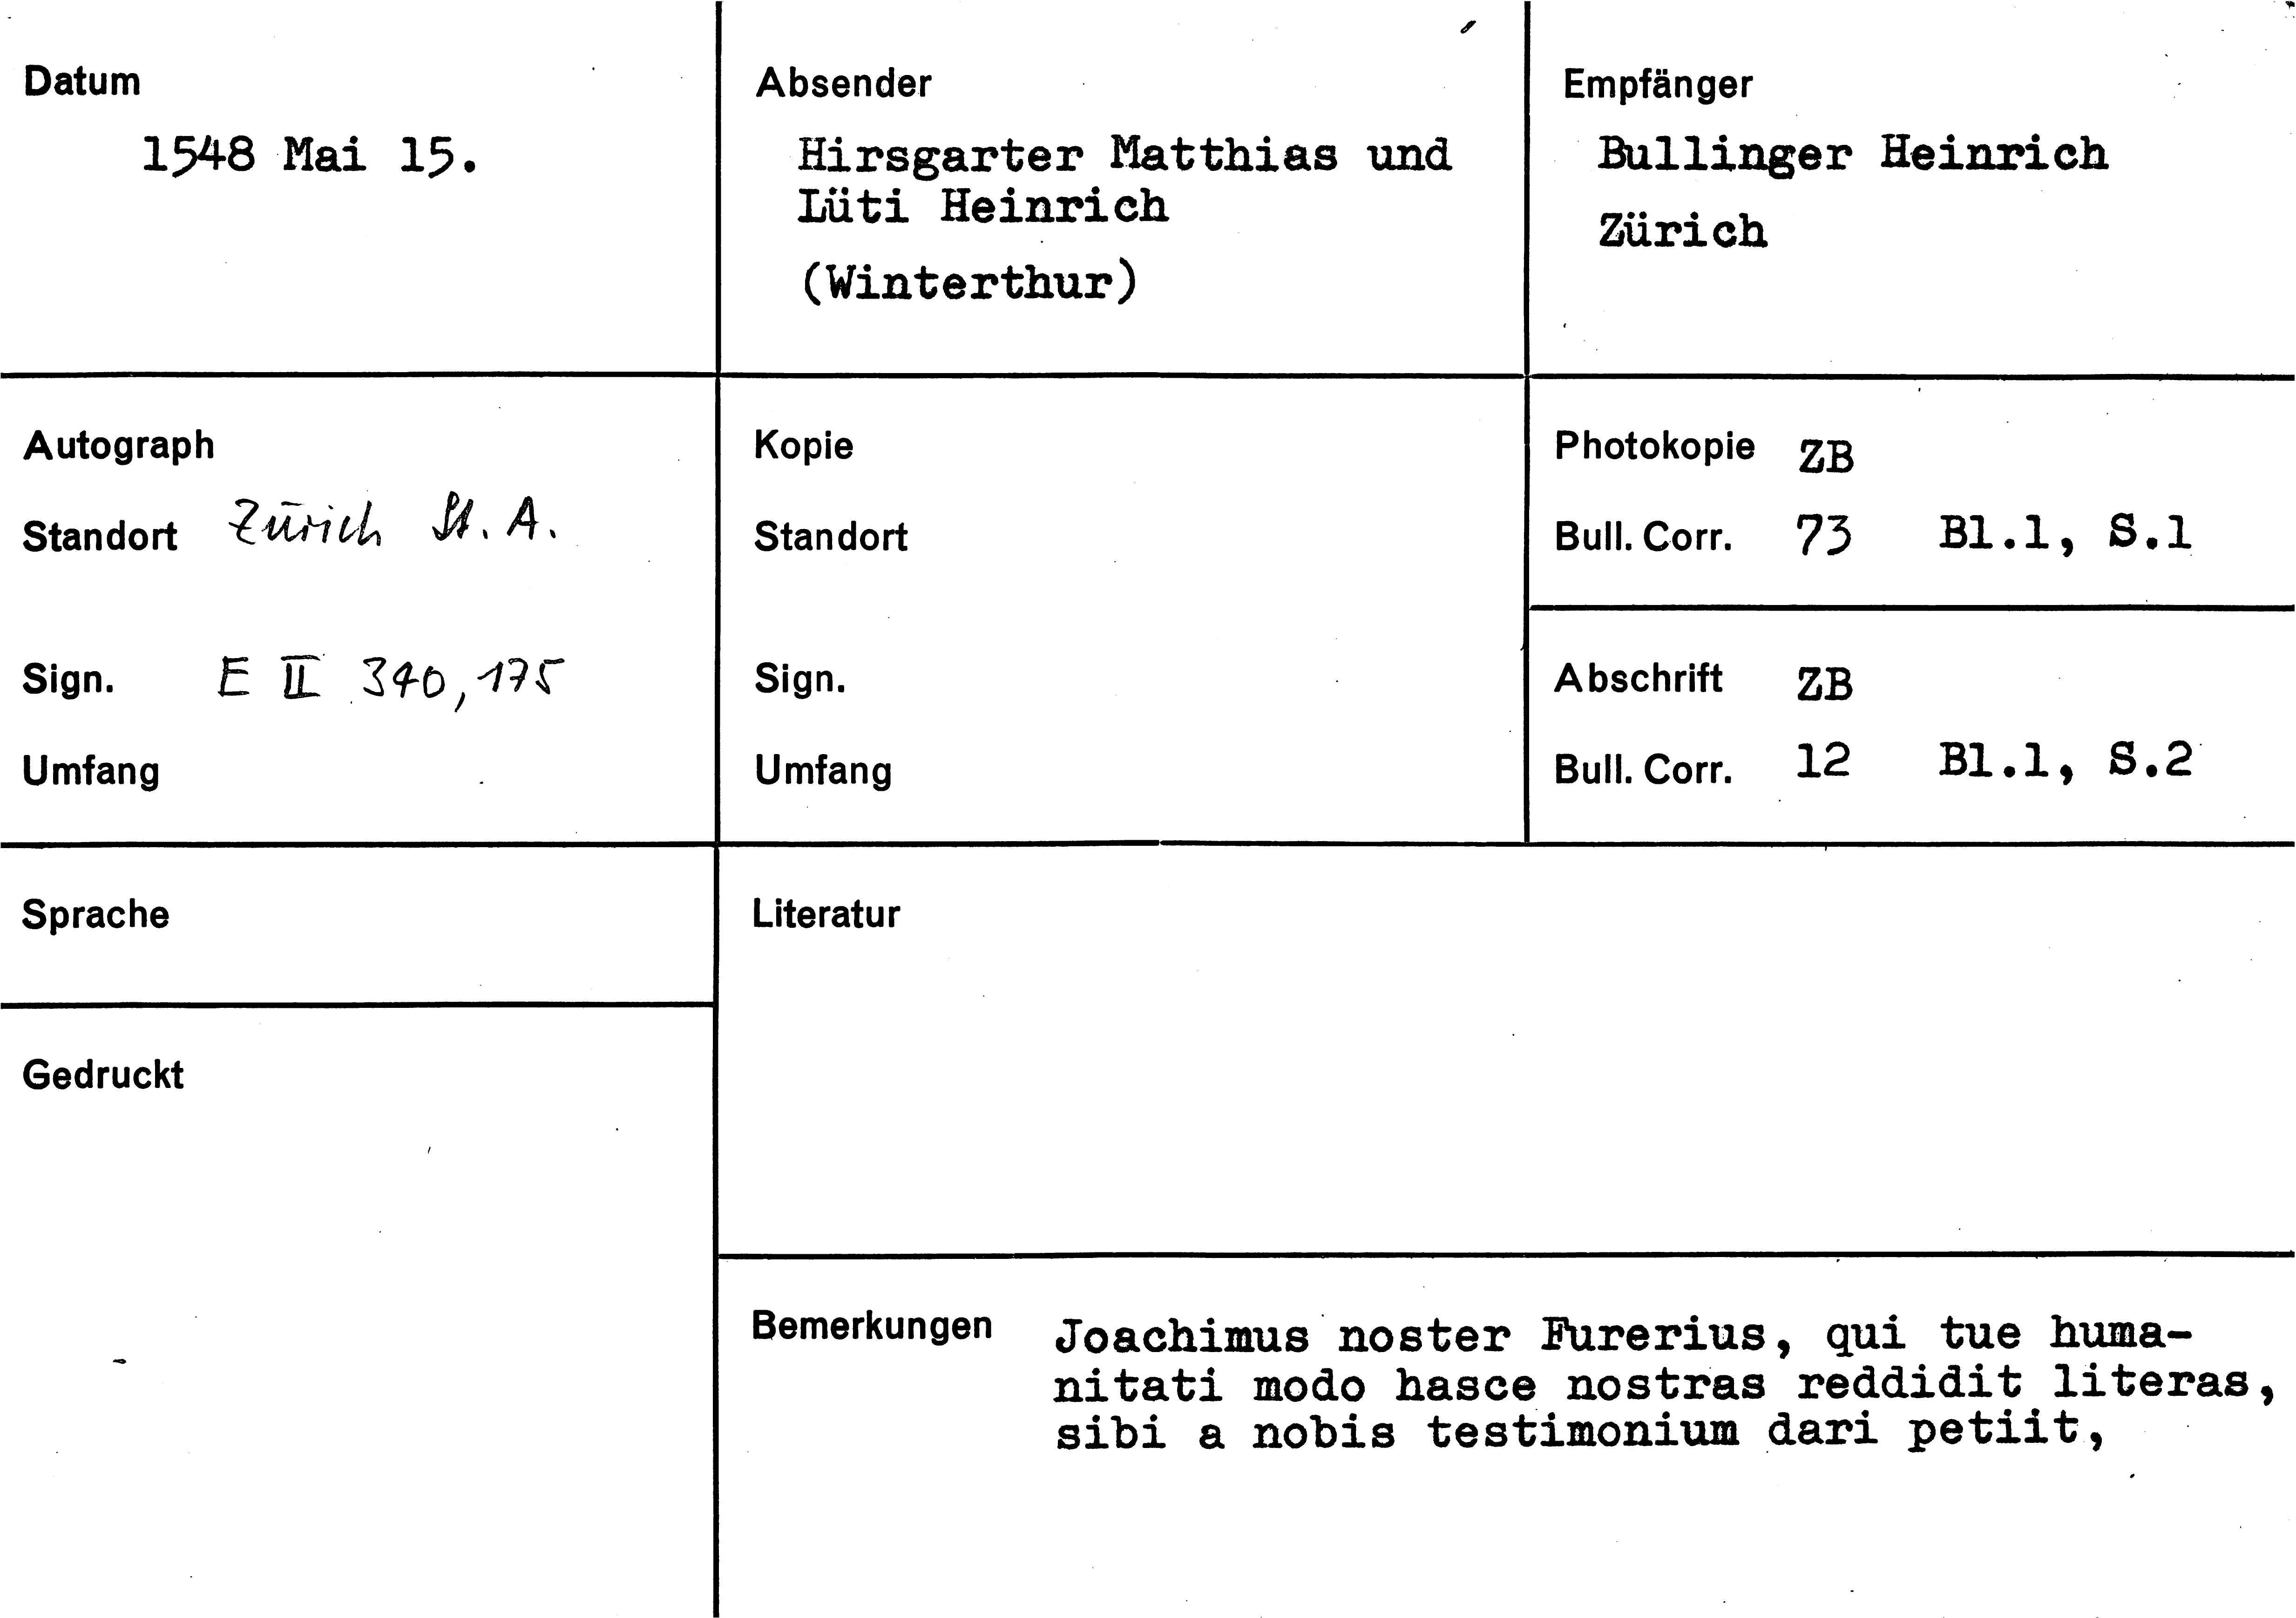 Datum
1548 Mai 15.
Absender
Hirsgarter Matthias und
Lüti Heinrich
(Winterthur)
Empfänger
Bullinger Heinrich
Zürich
Autograph
Standort Zürich St. A.
Sign. E II 340, 175
Umfang
Kopie
Standort
Sign.
Umfang
Photokopie ZB
Bull. Corr. 73 Bl.1, S.1
Abschrift ZB
Bull. Corr. 12 Bl.1, S.2
Sprache
Gedruckt
Literatur
Bemerkungen Joachimus noster Furerius, qui tue huma-
nitati modo hasce nostras reddidit literas,
sibi a nobis testimonium dari petiit,